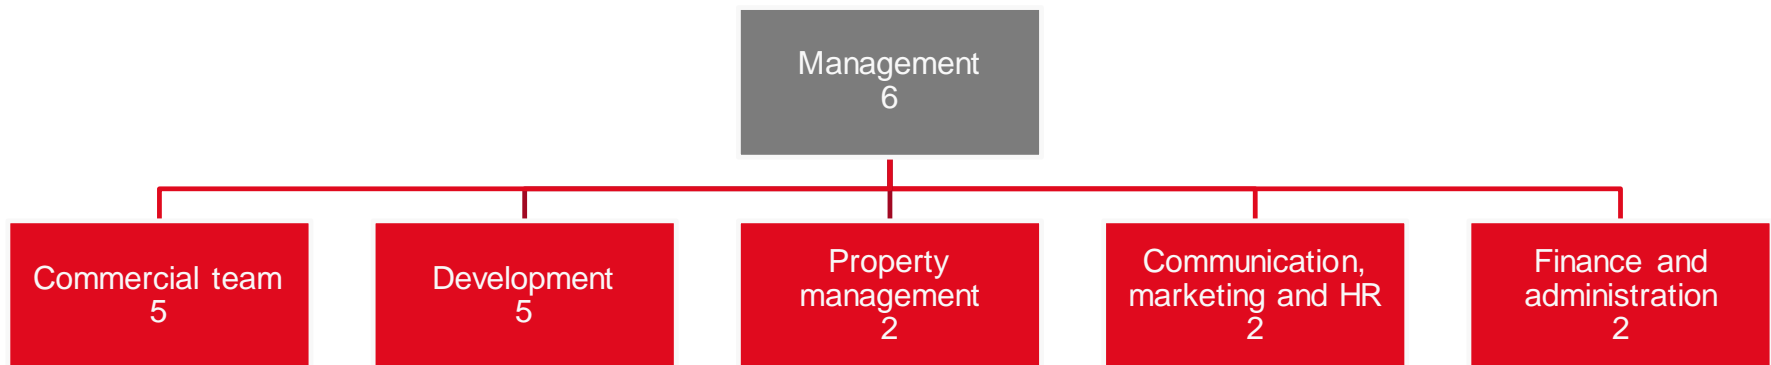 Management
6
Commercial team
5
Development
5
Property
management
2
Communication,
marketing and HR
2
Finance and
administration
2